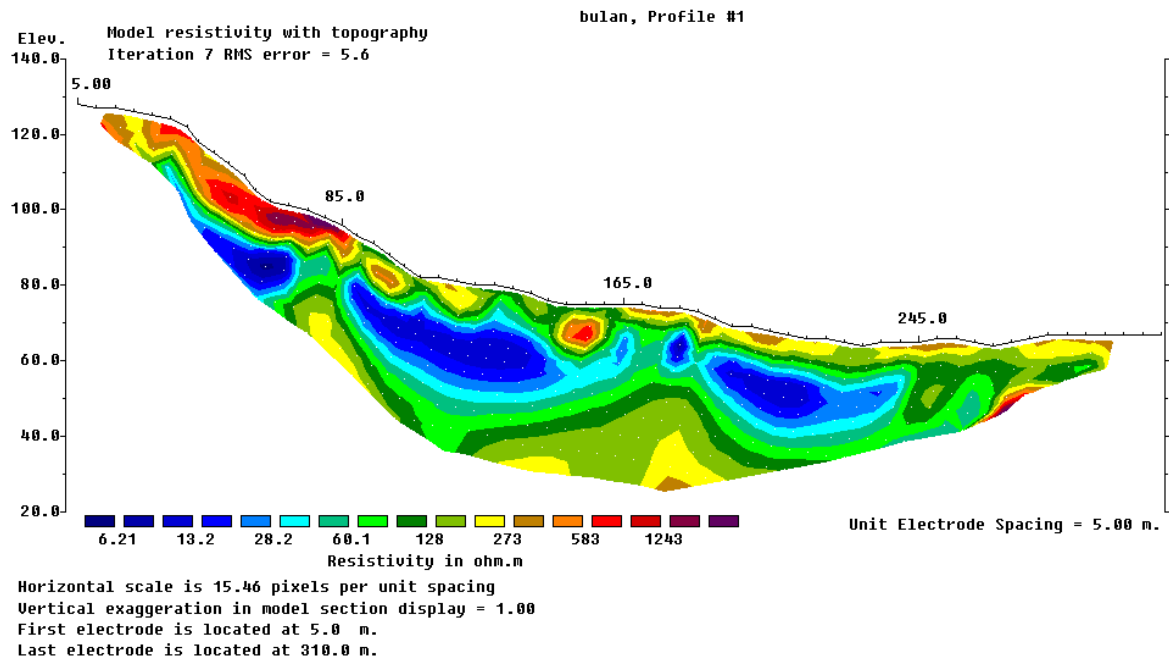 bulan, Profile #1
Model resistivity with topography
Elev.
Iteration 7 RMS error = 5.6
140.0
5.00
120.0
100.0
85.0
80.0
165.0
245.0
60.0
40.0
20.0
6.21 13.2 28.2 60.1 128 273 583 1243
Unit Electrode Spacing = 5.00 m.
Resistivity in ohm.m
Horizontal scale is 15.46 pixels per unit spacing
Vertical exaggeration in model section display = 1.00
First electrode is located at 5.0 m.
Last electrode is located at 310.0 m.